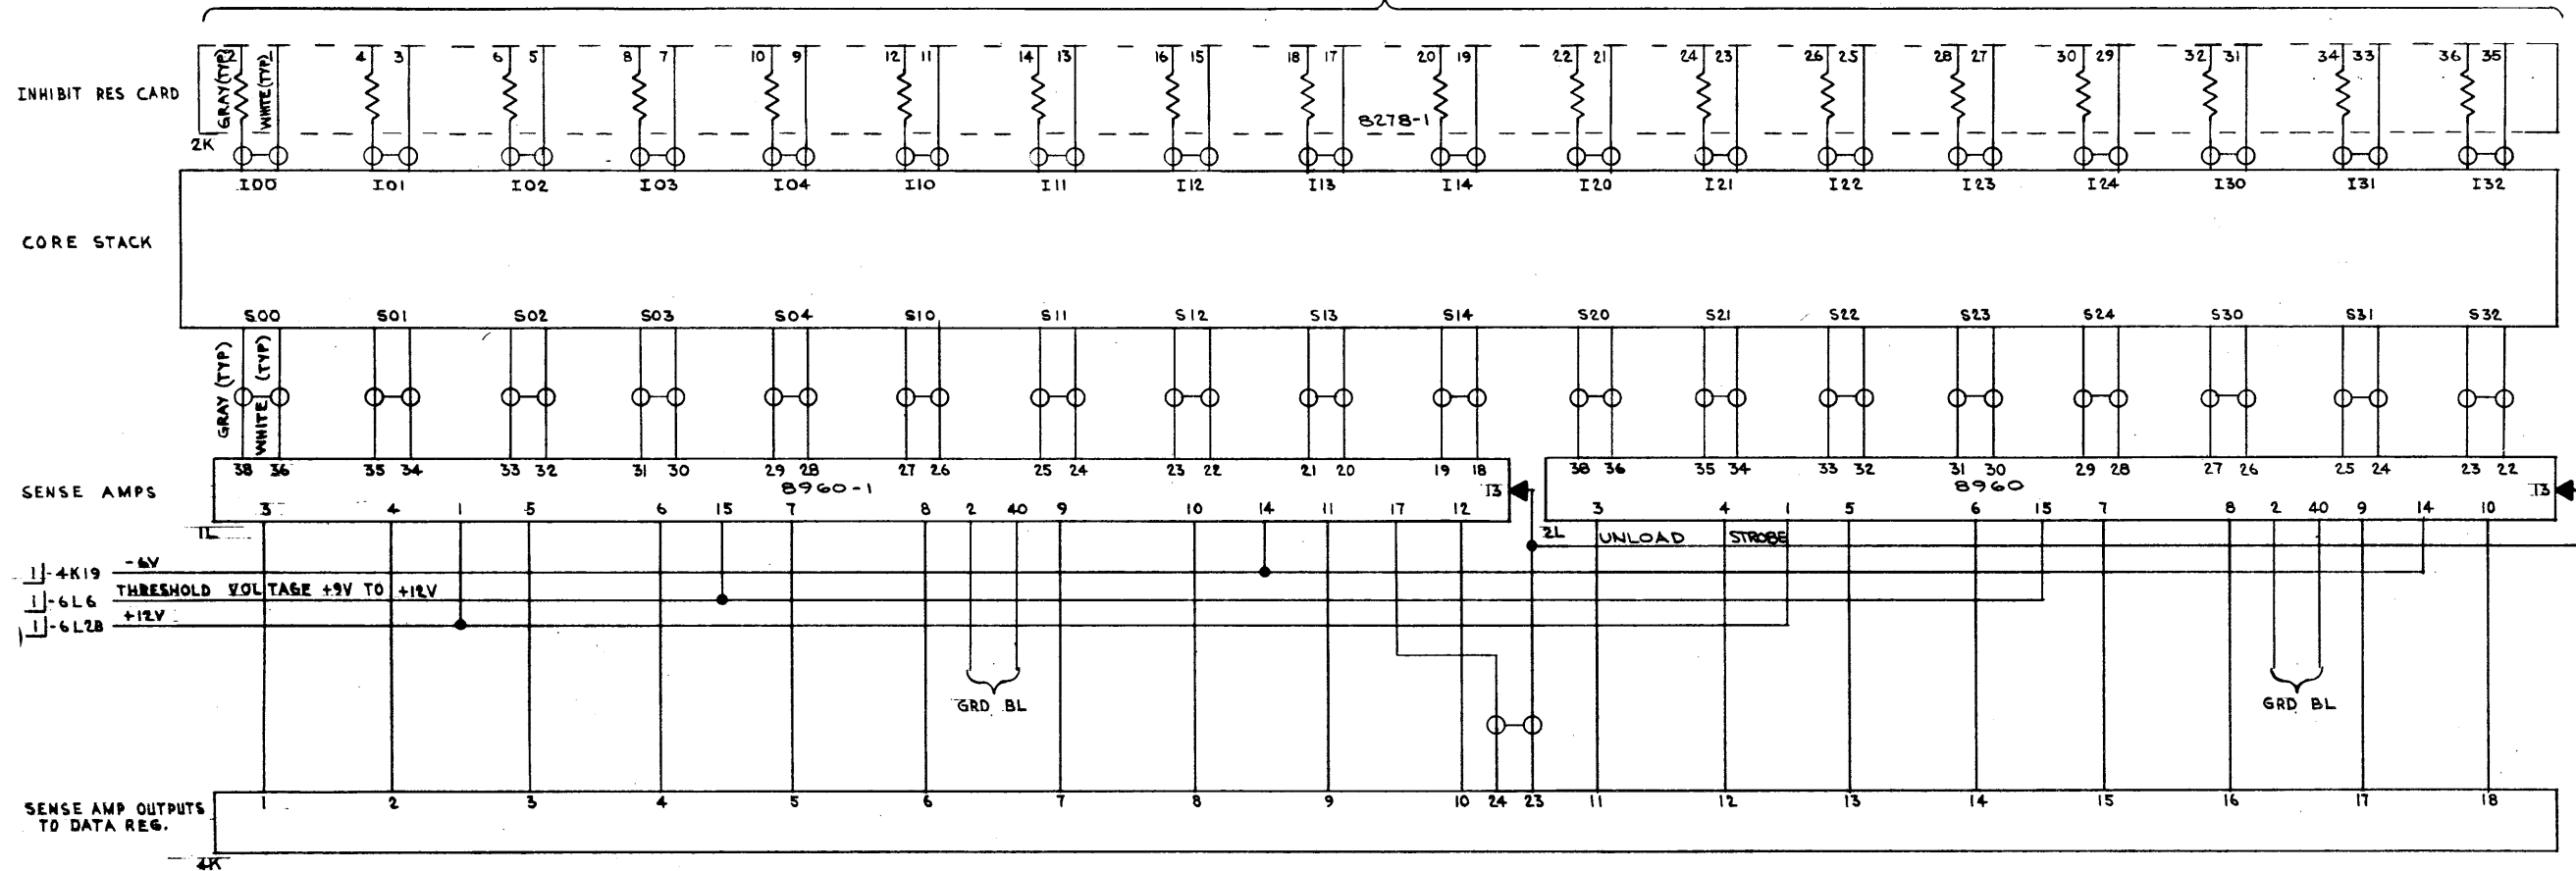 2 1 4 3 6 5 8 7 10 9 12 11 14 13 16 15 18 17 20 19 22 21 24 23 26 25 28 27 30 29 32 31 34 33 36 35
GRAY (TYP) WHITE (TYP)
INHIBIT RES CARD
8278-1
2K
I00 I01 I02 I03 I04 I10 I11 I12 I13 I14 I20 I21 I22 I23 I24 I30 I31 I32
CORE STACK
S00 S01 S02 S03 S04 S10 S11 S12 S13 S14 S20 S21 S22 S23 S24 S30 S31 S32
GRAY (TYP) WHITE (TYP)
38 36 35 34 33 32 31 30 29 28 27 26 25 24 23 22 21 20 19 18 38 36 35 34 33 32 31 30 29 28 27 26 25 24 23 22
SENSE AMPS 8960-1 13 8960 13
3 4 1 5 6 15 7 8 2 40 9 10 14 11 17 12 3 4 1 5 6 15 7 8 2 40 9 14 10
1L 2L UNLOAD STROBE
1-4K19 -6V
1-6L6 THRESHOLD VOLTAGE +9V TO +12V
1-6L28 +12V
GRD BL GRD BL
1 2 3 4 5 6 7 8 9 10 24 23 11 12 13 14 15 16 17 18
SENSE AMP OUTPUTS
TO DATA REG.
4K